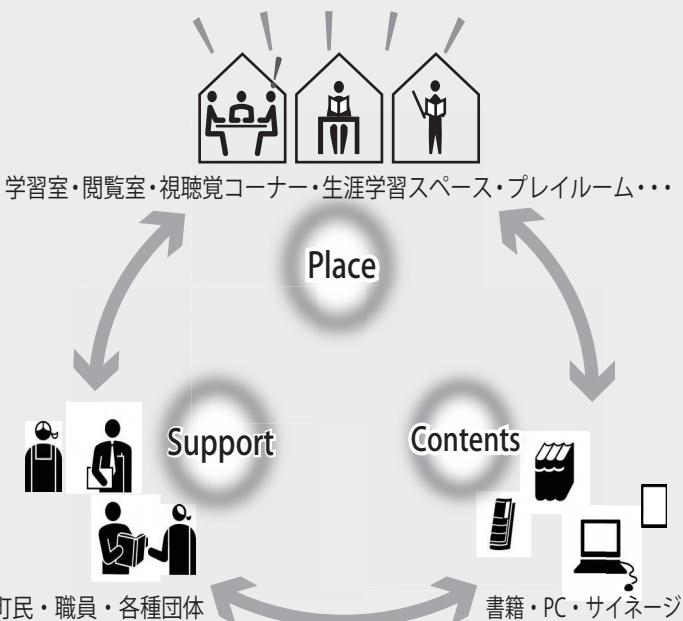 学習室・閲覧室・視聴覚コーナー・生涯学習スペース・プレイルーム・・・
Place
Support
Contents
町民・職員・各種団体
書籍・PC・サイネージ